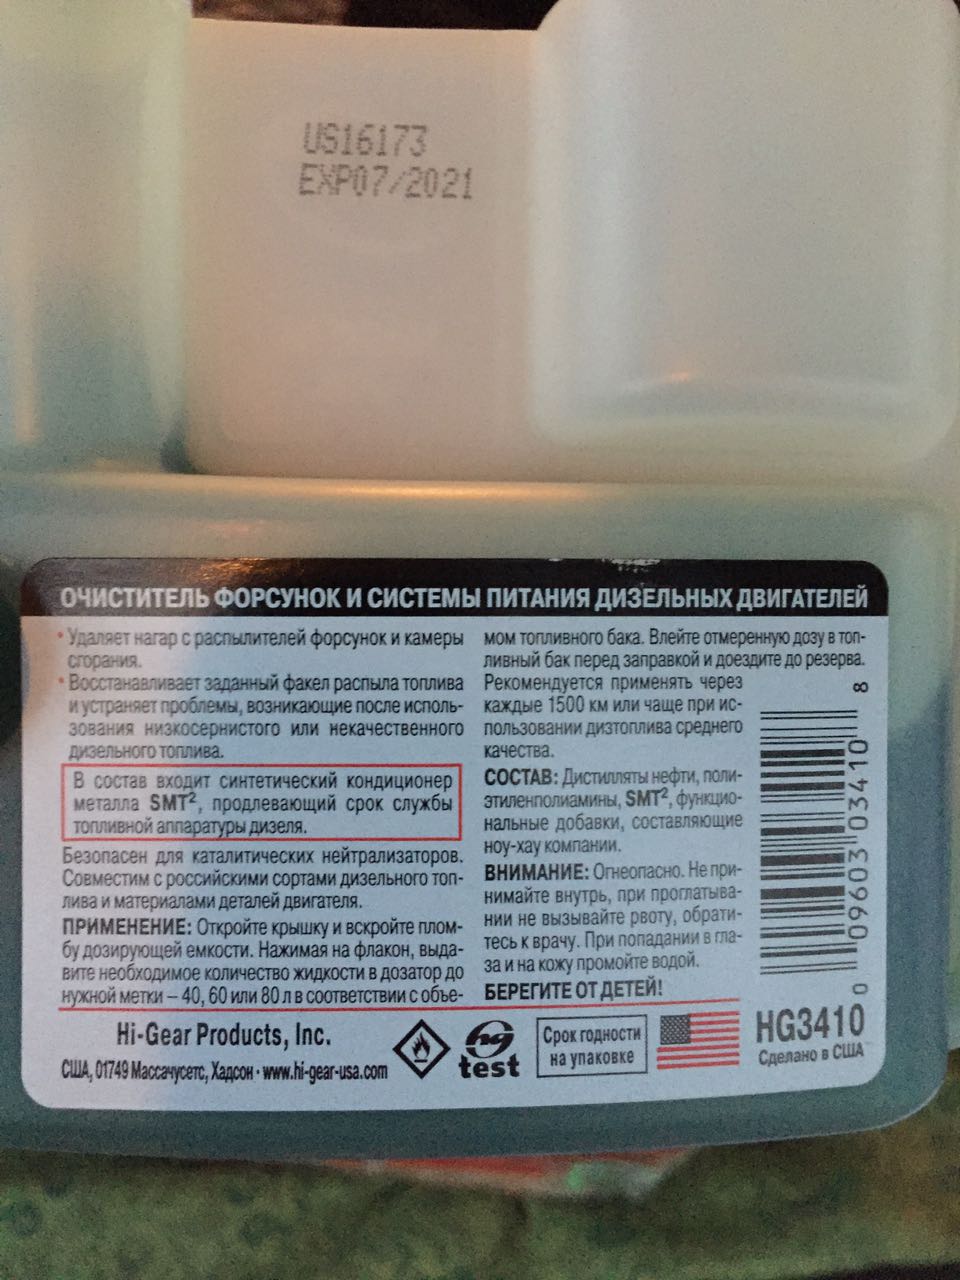 US16173
EXP07/2021
ОЧИСТИТЕЛЬ ФОРСУНОК И СИСТЕМЫ ПИТАНИЯ ДИЗЕЛЬНЫХ ДВИГАТЕЛЕЙ
• Удаляет нагар с распылителей форсунок и камеры
сгорания.
• Восстанавливает заданный факел распыла топлива
и устраняет проблемы, возникающие после исполь-
зования низкосернистого или некачественного
дизельного топлива.
В состав входит синтетический кондиционер
металла SMT², продлевающий срок службы
топливной аппаратуры дизеля.
Безопасен для каталитических нейтрализаторов.
Совместим с российскими сортами дизельного топ-
лива и материалами деталей двигателя.
ПРИМЕНЕНИЕ: Откройте крышку и вскройте плом-
бу дозирующей емкости. Нажимая на флакон, выда-
вите необходимое количество жидкости в дозатор до
нужной метки – 40, 60 или 80 л в соответствии с объе-
мом топливного бака. Влейте отмеренную дозу в топ-
ливный бак перед заправкой и доездите до резерва.
Рекомендуется применять через
каждые 1500 км или чаще при ис-
пользовании дизтоплива среднего
качества.
СОСТАВ: Дистилляты нефти, поли-
этиленполиамины, SMT², функцио-
нальные добавки, составляющие
ноу-хау компании.
ВНИМАНИЕ: Огнеопасно. Не при-
нимайте внутрь, при проглатыва-
нии не вызывайте рвоту, обрати-
тесь к врачу. При попадании в гла-
за и на кожу промойте водой.
БЕРЕГИТЕ ОТ ДЕТЕЙ!
0 09603 03410 8
Hi-Gear Products, Inc.
США, 01749 Массачусетс, Хадсон · www.hi-gear-usa.com
hg
test
Срок годности
на упаковке
HG3410
Сделано в США